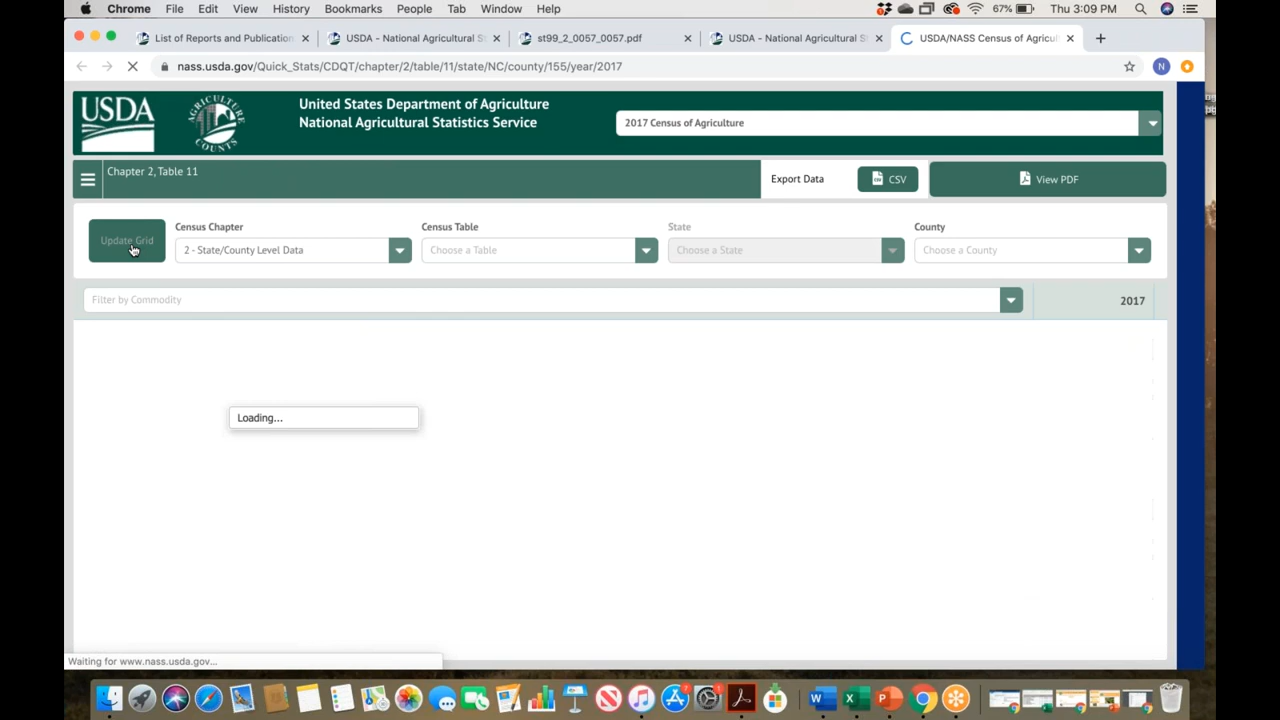 Chrome File Edit View History Bookmarks People Tab Window Help 67% Thu 3:09 PM
List of Reports and Publication
USDA - National Agricultural S
st99_2_0057_0057.pdf
USDA - National Agricultural S
USDA/NASS Census of Agricul
nass.usda.gov/Quick_Stats/CDQT/chapter/2/table/11/state/NC/county/155/year/2017
N
USDA
AGRICULTURE COUNTS
United States Department of Agriculture
National Agricultural Statistics Service
2017 Census of Agriculture
Chapter 2, Table 11
Export Data
CSV
View PDF
Update Grid
Census Chapter
Census Table
State
County
2 - State/County Level Data
Choose a Table
Choose a State
Choose a County
Filter by Commodity
2017
Loading...
Waiting for www.nass.usda.gov...